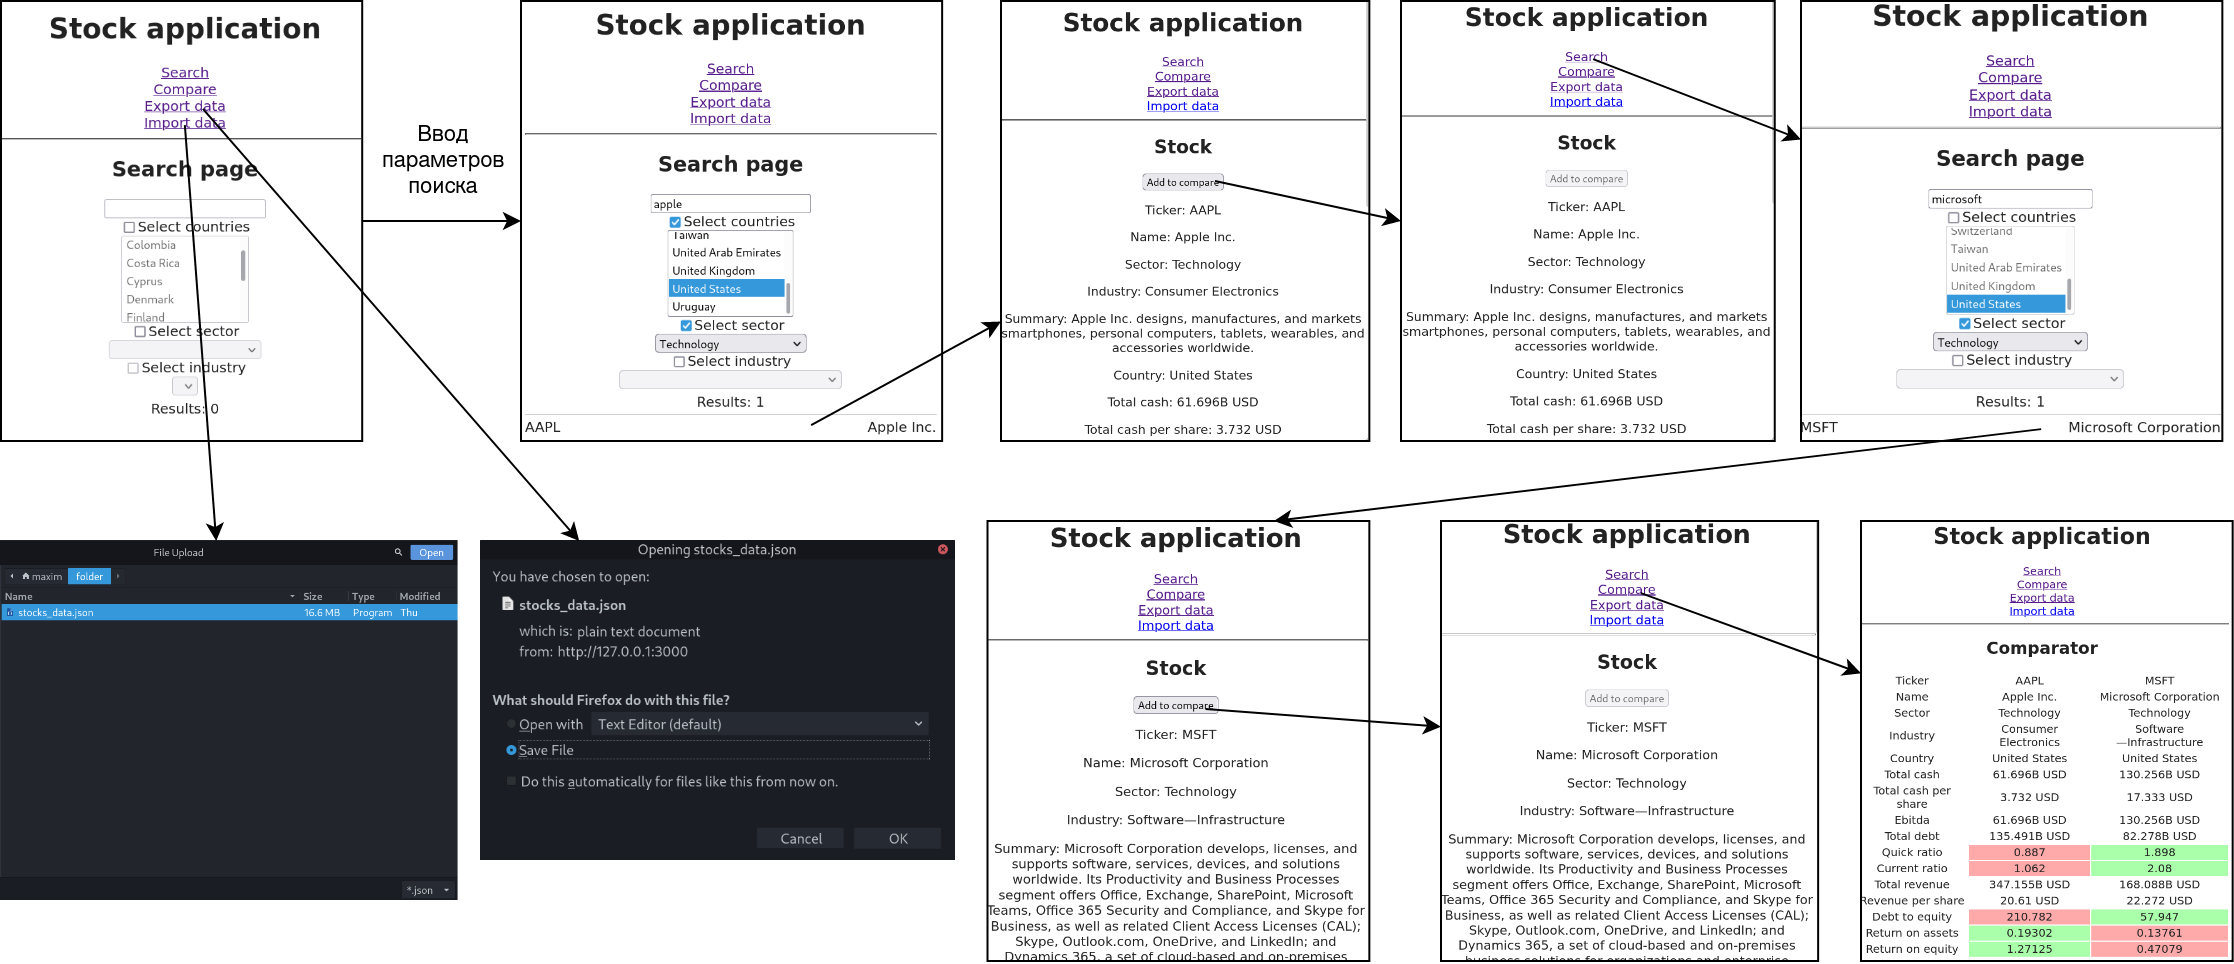 Stock application
Search
Compare
Export data
Import data
Search page
Select countries
Colombia
Costa Rica
Cyprus
Denmark
Finland
Select sector
Select industry
Results: 0
Ввод
параметров
поиска
Stock application
Search
Compare
Export data
Import data
Search page
apple
Select countries
Taiwan
United Arab Emirates
United Kingdom
United States
Uruguay
Select sector
Technology
Select industry
Results: 1
AAPL Apple Inc.
Stock application
Search
Compare
Export data
Import data
Stock
Add to compare
Ticker: AAPL
Name: Apple Inc.
Sector: Technology
Industry: Consumer Electronics
Summary: Apple Inc. designs, manufactures, and markets
smartphones, personal computers, tablets, wearables, and
accessories worldwide.
Country: United States
Total cash: 61.696B USD
Total cash per share: 3.732 USD
Stock application
Search
Compare
Export data
Import data
Stock
Add to compare
Ticker: AAPL
Name: Apple Inc.
Sector: Technology
Industry: Consumer Electronics
Summary: Apple Inc. designs, manufactures, and markets
smartphones, personal computers, tablets, wearables, and
accessories worldwide.
Country: United States
Total cash: 61.696B USD
Total cash per share: 3.732 USD
Stock application
Search
Compare
Export data
Import data
Search page
microsoft
Select countries
Switzerland
Taiwan
United Arab Emirates
United Kingdom
United States
Select sector
Technology
Select industry
Results: 1
MSFT Microsoft Corporation
File Upload Open
maxim folder
Name Size Type Modified
stocks_data.json 16.6 MB Program Thu
*.json
Opening stocks_data.json
You have chosen to open:
stocks_data.json
which is: plain text document
from: http://127.0.0.1:3000
What should Firefox do with this file?
Open with Text Editor (default)
Save File
Do this automatically for files like this from now on.
Cancel OK
Stock application
Search
Compare
Export data
Import data
Stock
Add to compare
Ticker: MSFT
Name: Microsoft Corporation
Sector: Technology
Industry: Software—Infrastructure
Summary: Microsoft Corporation develops, licenses, and
supports software, services, devices, and solutions
worldwide. Its Productivity and Business Processes
segment offers Office, Exchange, SharePoint, Microsoft
Teams, Office 365 Security and Compliance, and Skype for
Business, as well as related Client Access Licenses (CAL);
Skype, Outlook.com, OneDrive, and LinkedIn; and
Dynamics 365, a set of cloud-based and on-premises
Stock application
Search
Compare
Export data
Import data
Stock
Add to compare
Ticker: MSFT
Name: Microsoft Corporation
Sector: Technology
Industry: Software—Infrastructure
Summary: Microsoft Corporation develops, licenses, and
supports software, services, devices, and solutions
worldwide. Its Productivity and Business Processes
segment offers Office, Exchange, SharePoint, Microsoft
Teams, Office 365 Security and Compliance, and Skype for
Business, as well as related Client Access Licenses (CAL);
Skype, Outlook.com, OneDrive, and LinkedIn; and
Dynamics 365, a set of cloud-based and on-premises
business solutions for organizations and enterprise
Stock application
Search
Compare
Export data
Import data
Comparator
Ticker AAPL MSFT
Name Apple Inc. Microsoft Corporation
Sector Technology Technology
Industry Consumer Electronics Software—Infrastructure
Country United States United States
Total cash 61.696B USD 130.256B USD
Total cash per share 3.732 USD 17.333 USD
Ebitda 61.696B USD 130.256B USD
Total debt 135.491B USD 82.278B USD
Quick ratio 0.887 1.898
Current ratio 1.062 2.08
Total revenue 347.155B USD 168.088B USD
Revenue per share 20.61 USD 22.272 USD
Debt to equity 210.782 57.947
Return on assets 0.19302 0.13761
Return on equity 1.27125 0.47079